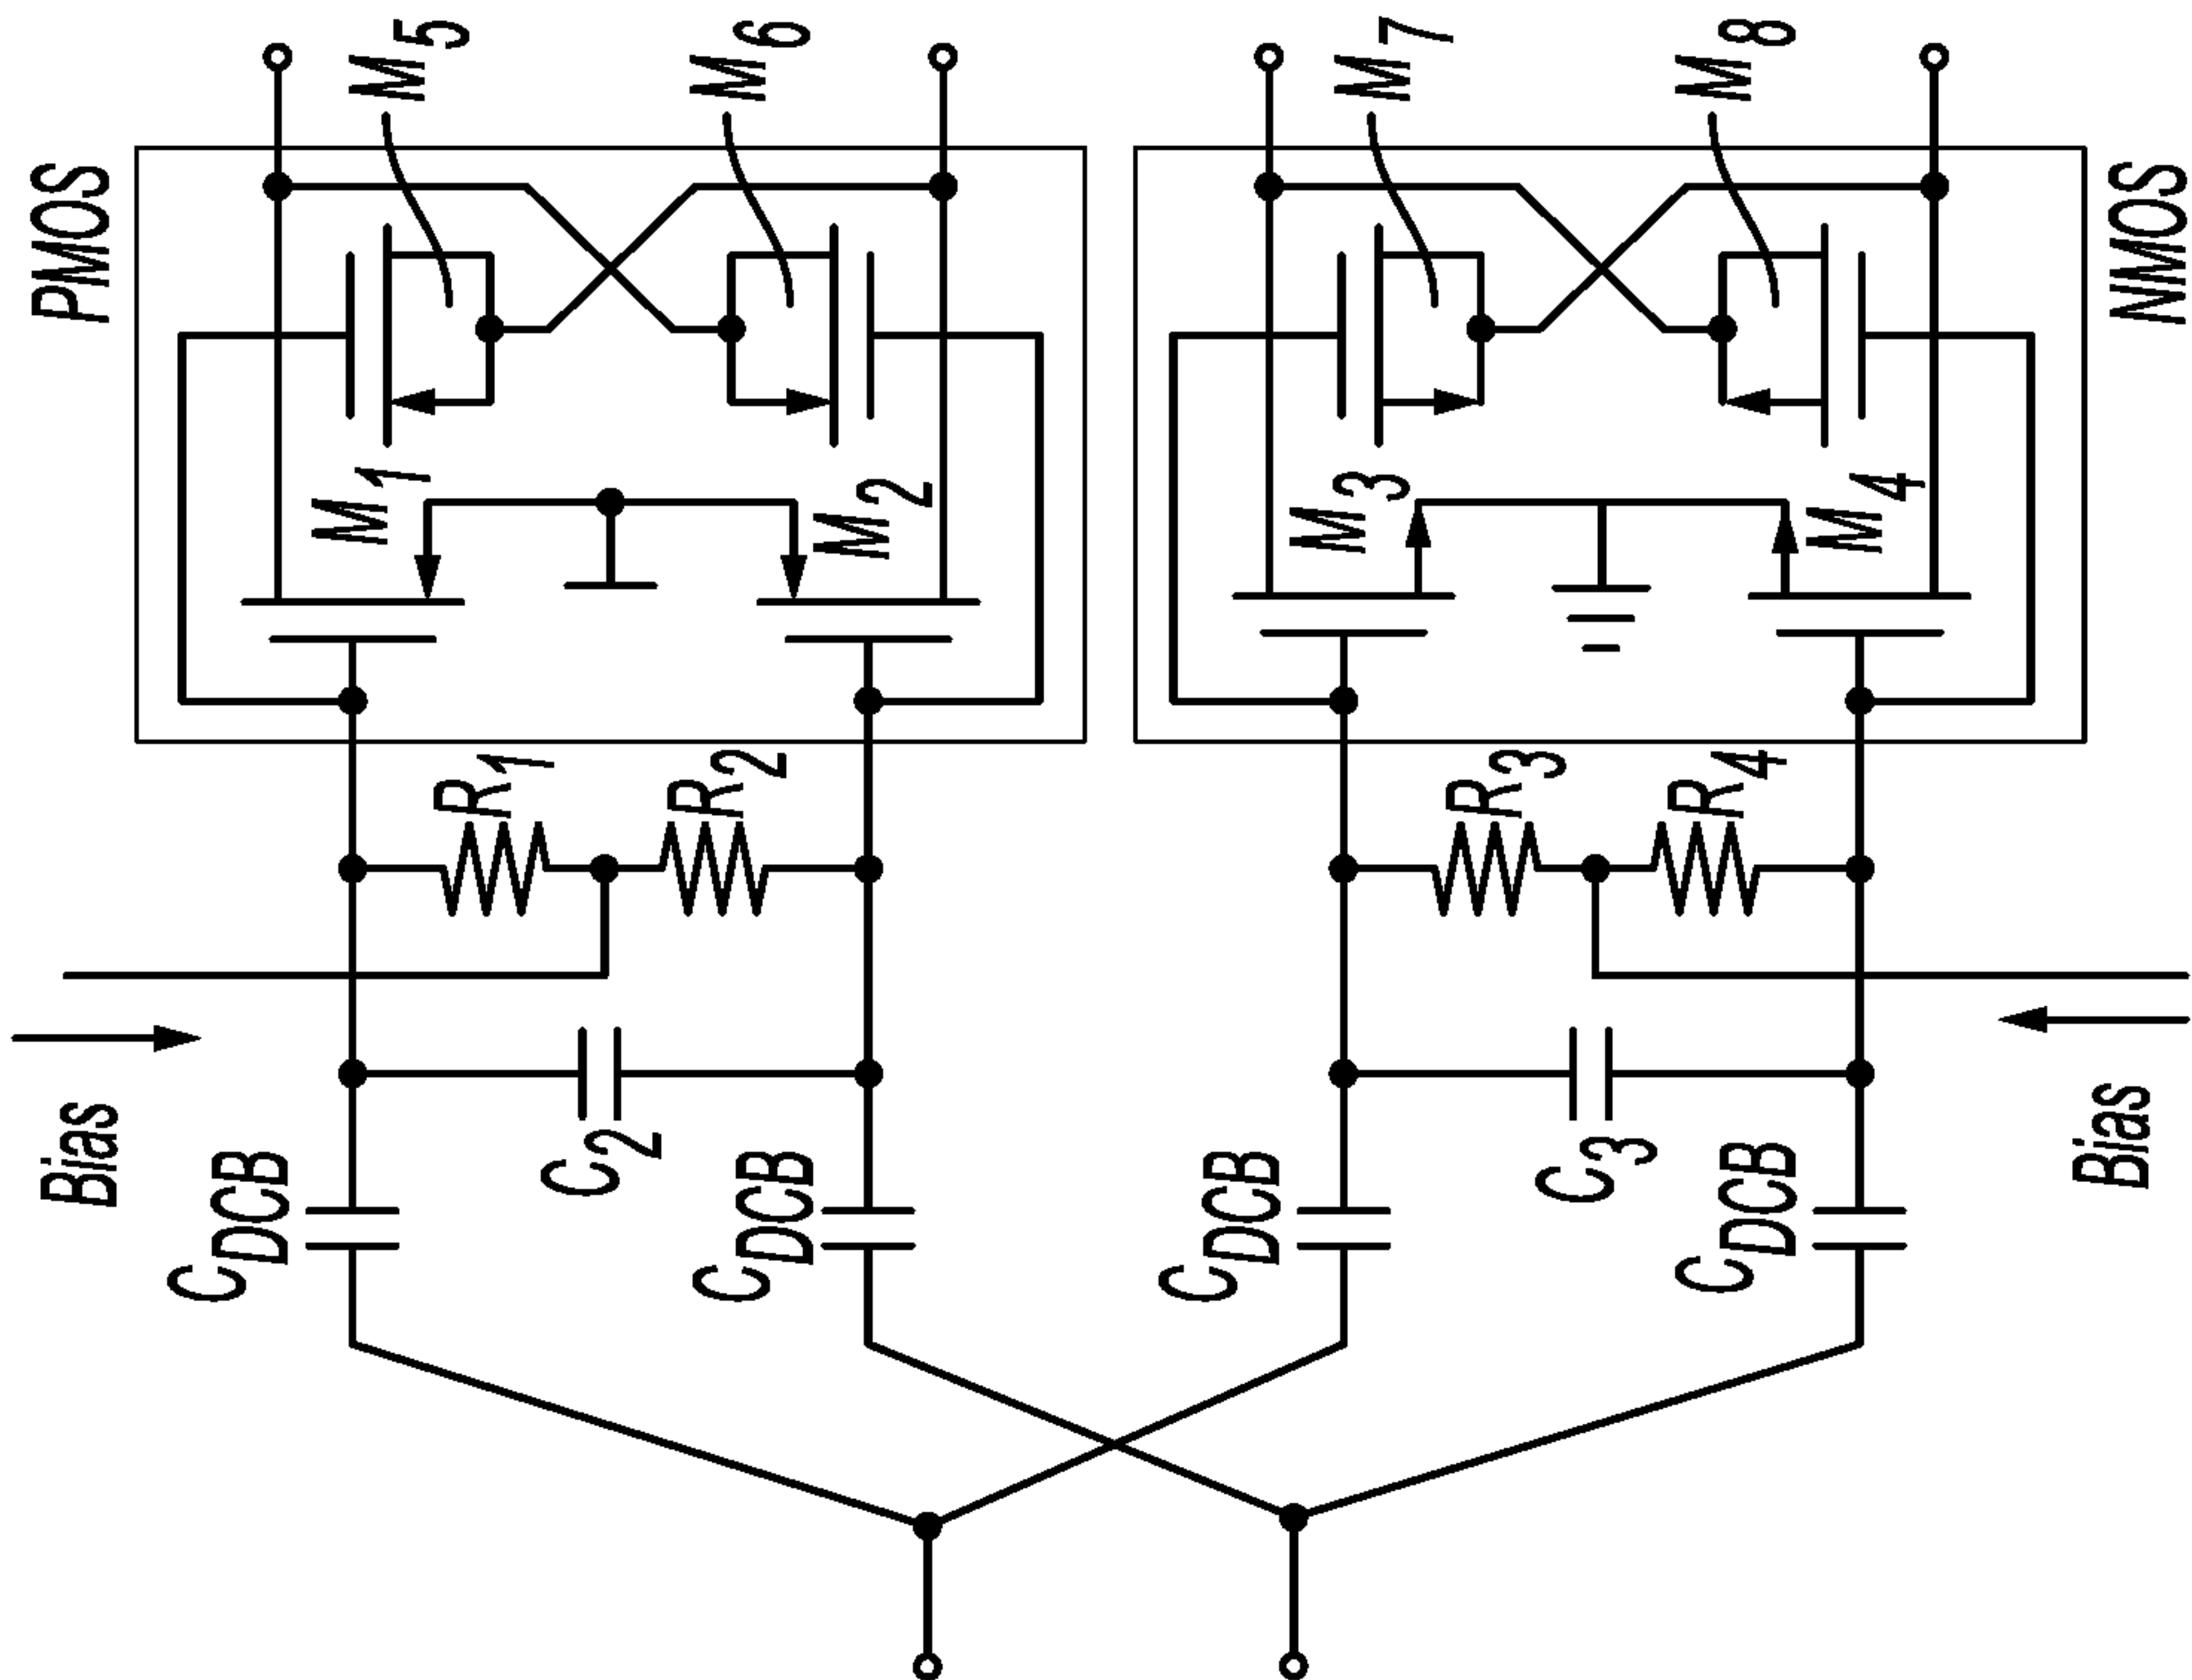 PMOS
M5
M6
M1
M2
R1
R2
Bias
CDCB
C2
CDCB
NMOS
M7
M8
M3
M4
R3
R4
Bias
CDCB
C3
CDCB